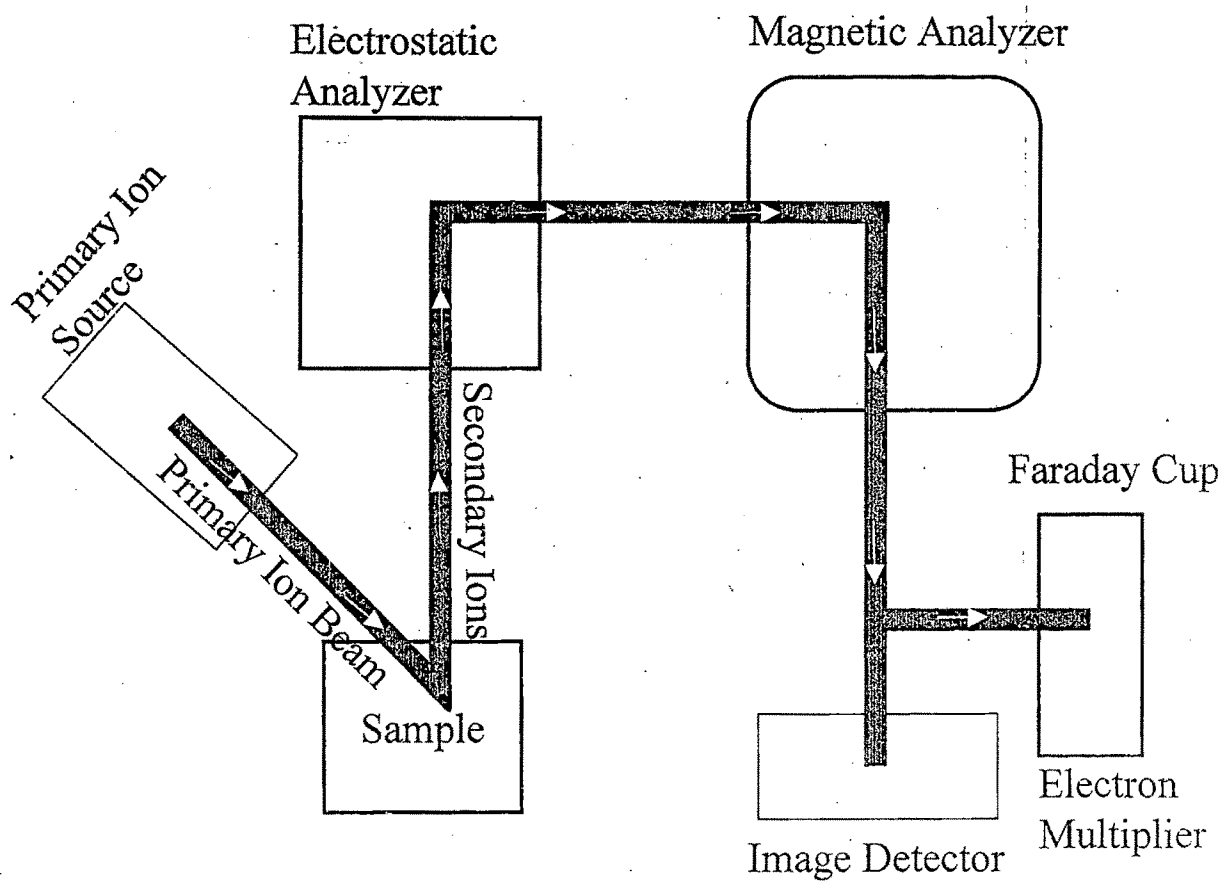 Electrostatic
Analyzer
Magnetic Analyzer
Primary Ion
Source
Primary Ion Beam
Secondary Ions
Sample
Faraday Cup
Electron
Multiplier
Image Detector